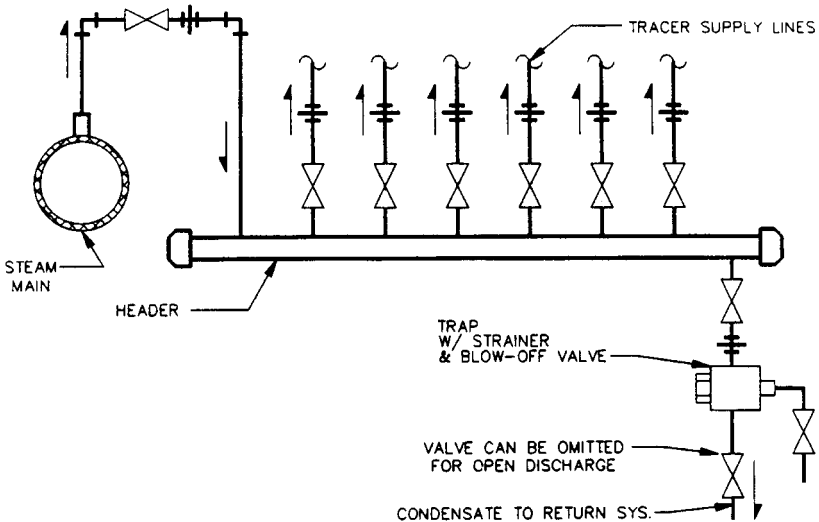 TRACER SUPPLY LINES
STEAM
MAIN
HEADER
TRAP
W/ STRAINER
& BLOW-OFF VALVE
VALVE CAN BE OMITTED
FOR OPEN DISCHARGE
CONDENSATE TO RETURN SYS.